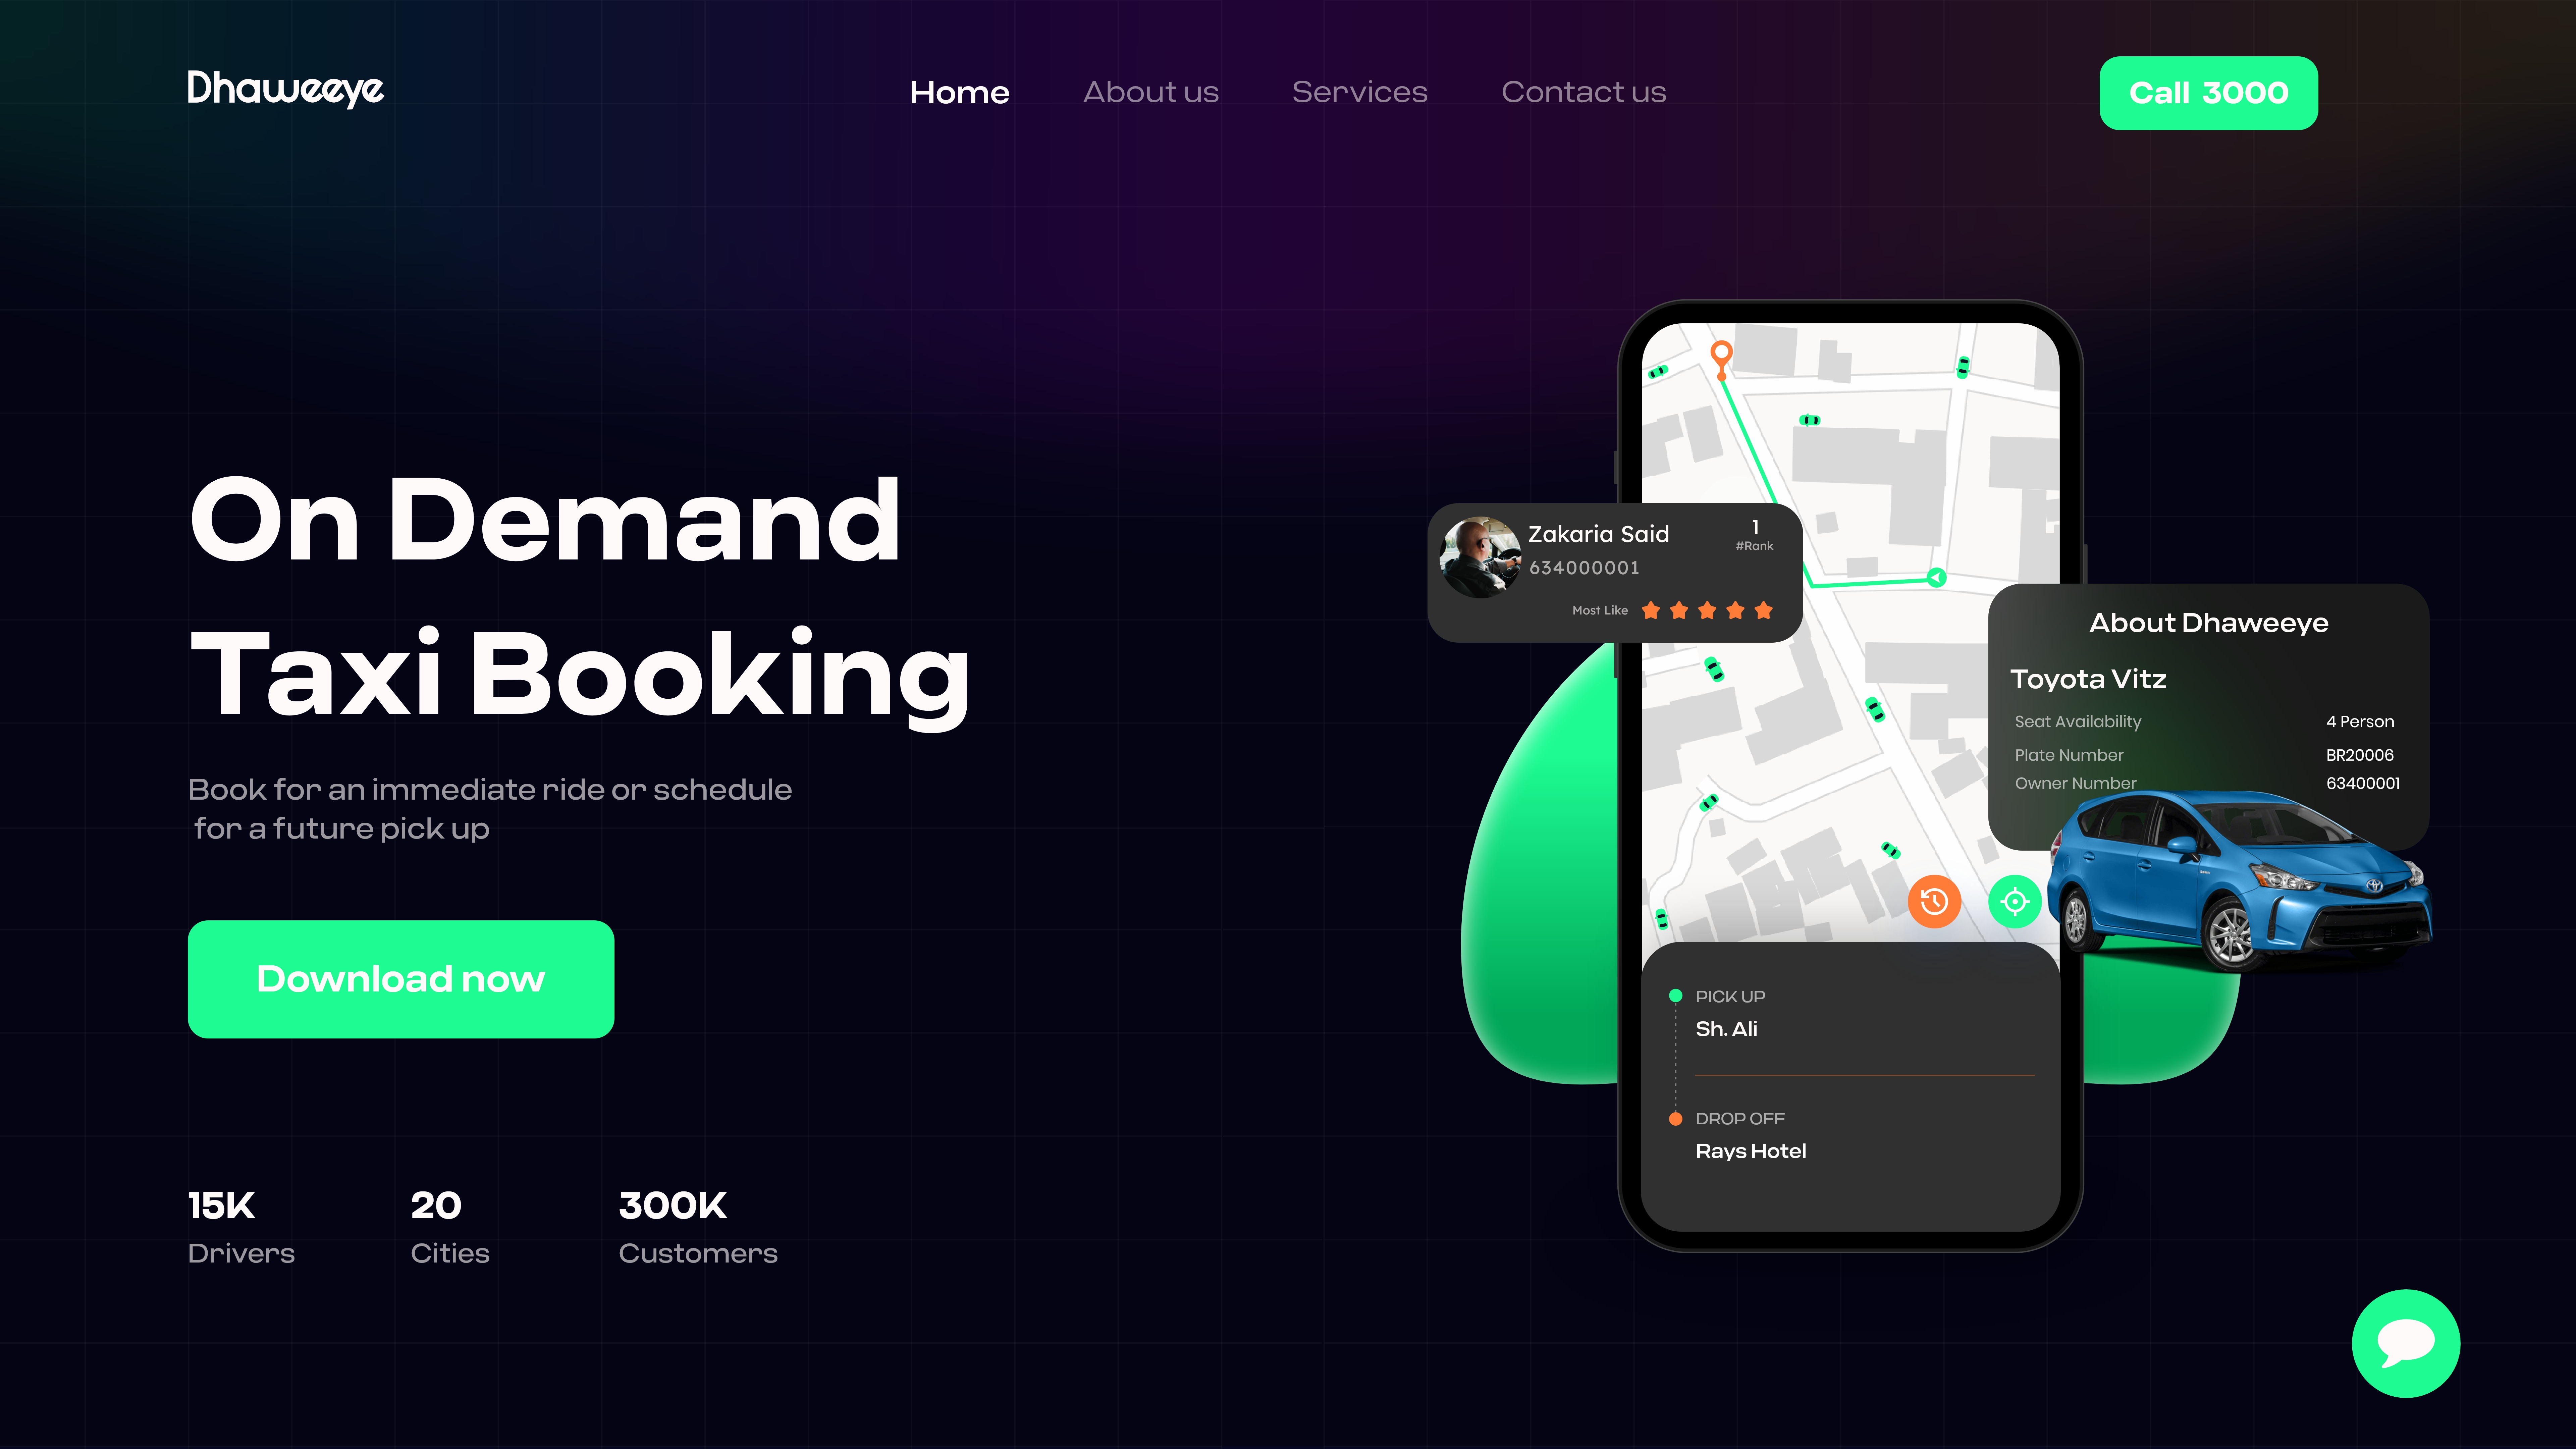 Dhaweeye
Home
About us
Services
Contact us
Call 3000
On Demand
Taxi Booking
Book for an immediate ride or schedule
for a future pick up
Download now
15K
Drivers
20
Cities
300K
Customers
Zakaria Said
634000001
1
#Rank
Most Like
About Dhaweeye
Toyota Vitz
Seat Availability 4 Person
Plate Number BR20006
Owner Number 63400001
PICK UP
Sh. Ali
DROP OFF
Rays Hotel